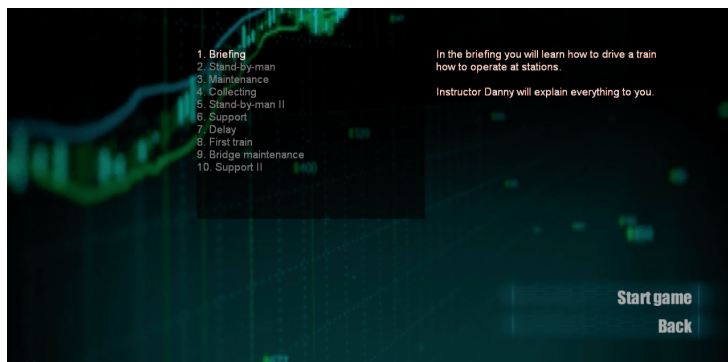 1. Briefing
2. Stand-by-man
3. Maintenance
4. Collecting
5. Stand-by-man II
6. Support
7. Delay
8. First train
9. Bridge maintenance
10. Support II
In the briefing you will learn how to drive a train
how to operate at stations.
Instructor Danny will explain everything to you.
Start game
Back